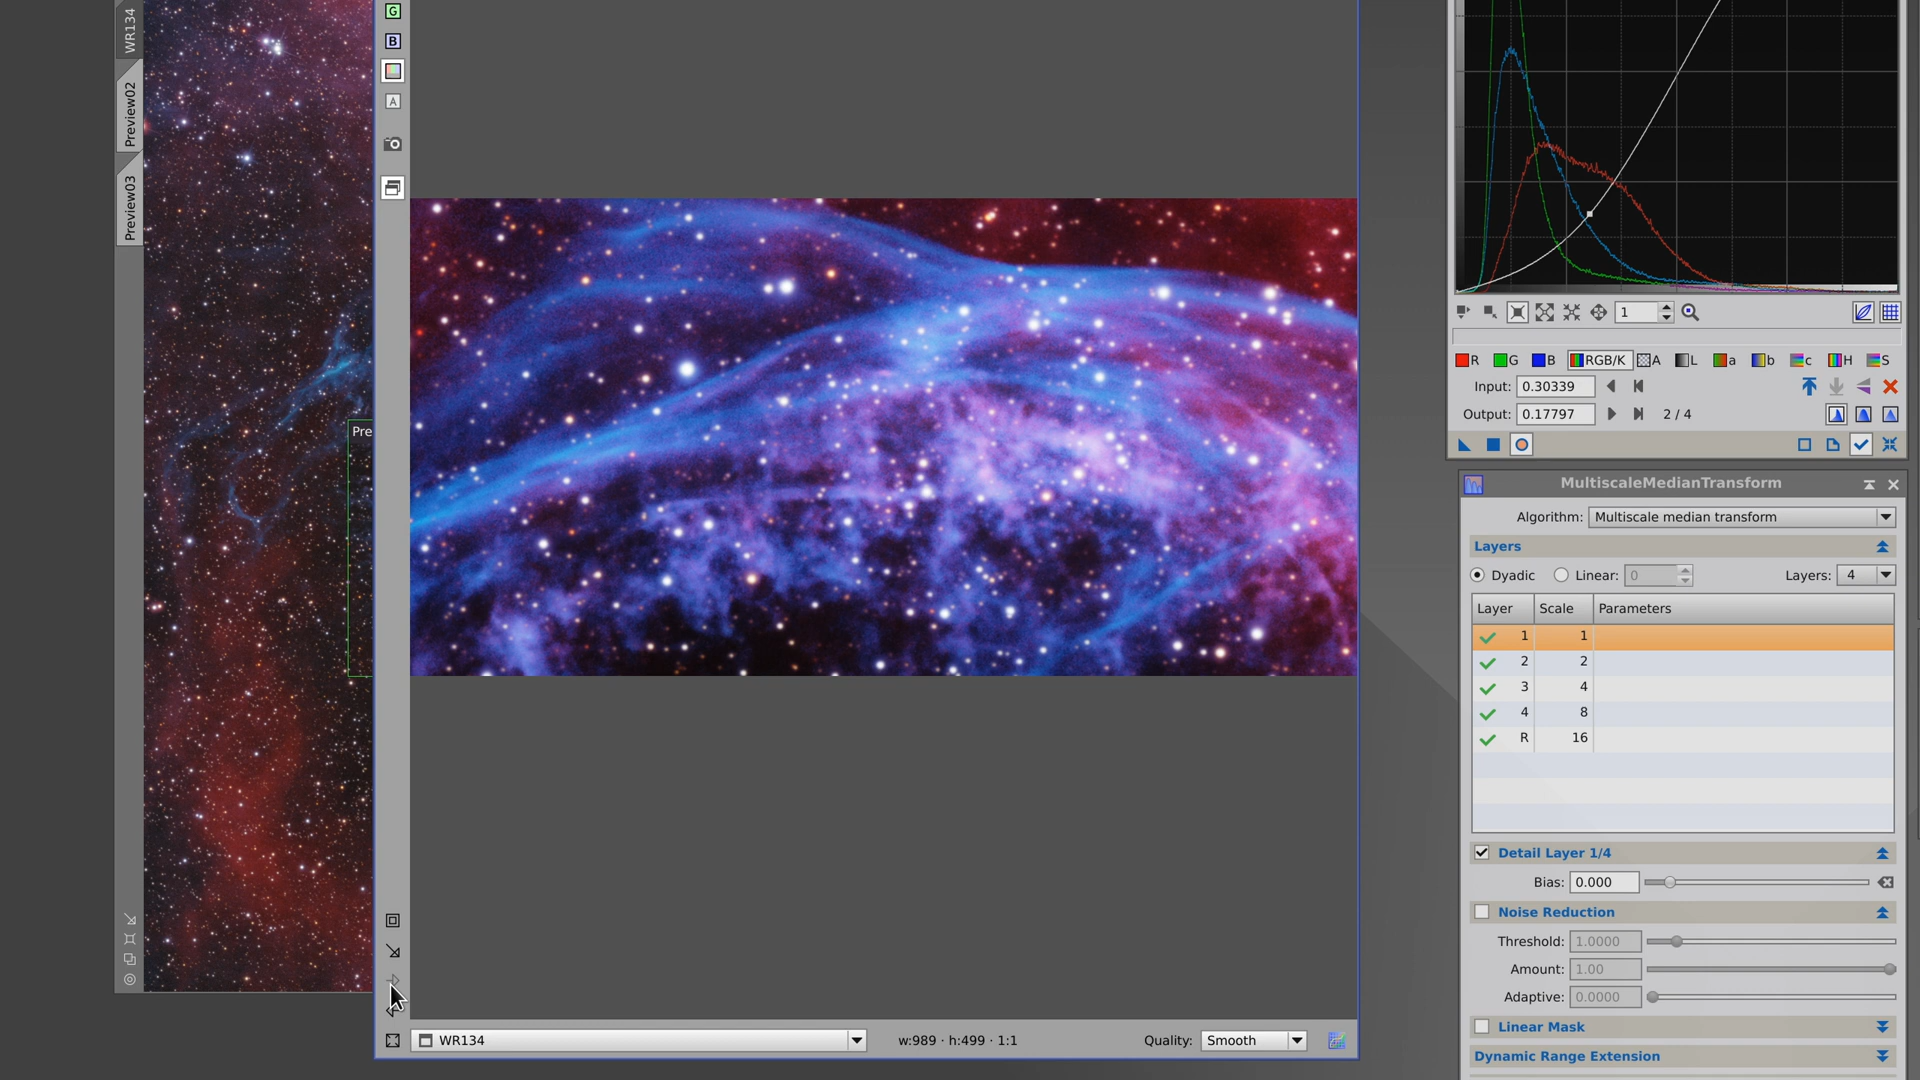 WR134
Preview02
Preview03
Pre
G
B
A
WR134
w:989 · h:499 · 1:1
Quality: Smooth
1
R G B RGB/K A L a b c H S
Input: 0.30339
Output: 0.17797 2 / 4
MultiscaleMedianTransform
Algorithm: Multiscale median transform
Layers
Dyadic Linear: 0 Layers: 4
Layer Scale Parameters
1 1
2 2
3 4
4 8
R 16
Detail Layer 1/4
Bias: 0.000
Noise Reduction
Threshold: 1.0000
Amount: 1.00
Adaptive: 0.0000
Linear Mask
Dynamic Range Extension